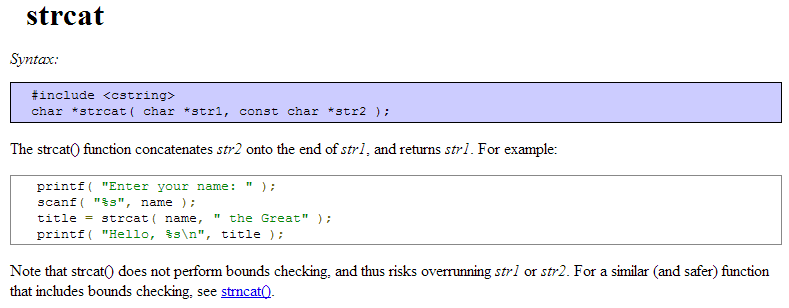 strcat
Syntax:
#include <cstring>
char *strcat( char *str1, const char *str2 );
The strcat() function concatenates str2 onto the end of str1, and returns str1. For example:
printf( "Enter your name: " );
scanf( "%s", name );
title = strcat( name, " the Great" );
printf( "Hello, %s\n", title );
Note that strcat() does not perform bounds checking, and thus risks overrunning str1 or str2. For a similar (and safer) function
that includes bounds checking, see strncat().